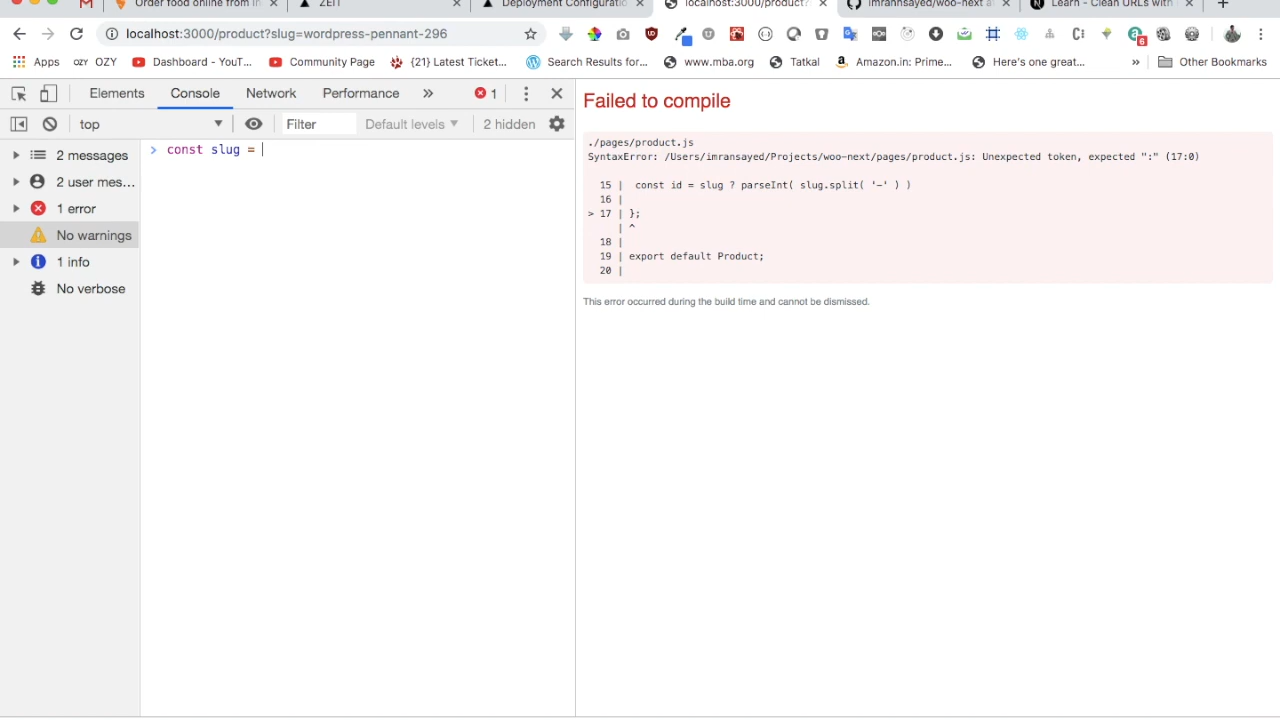 Order food online from in
ZEIT
Deployment Configuration
localhost:3000/product?
imranhsayed/woo-next at
Learn - Clean URLs with
localhost:3000/product?slug=wordpress-pennant-296
Apps
OZY
Dashboard - YouT...
Community Page
{21} Latest Ticket...
Search Results for...
www.mba.org
Tatkal
Amazon.in: Prime...
Here's one great...
»
Other Bookmarks
Elements
Console
Network
Performance
»
1
top
Filter
Default levels
2 hidden
2 messages
2 user mes...
1 error
No warnings
1 info
No verbose
> const slug =
Failed to compile
./pages/product.js
SyntaxError: /Users/imransayed/Projects/woo-next/pages/product.js: Unexpected token, expected ":" (17:0)
15 | const id = slug ? parseInt( slug.split( '-' ) )
16 |
> 17 | };
| ^
18 |
19 | export default Product;
20 |
This error occurred during the build time and cannot be dismissed.